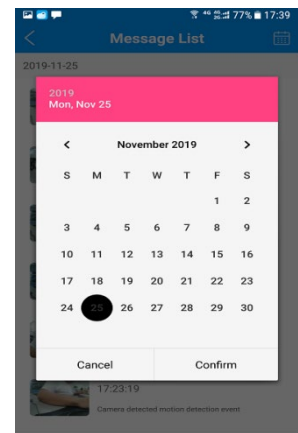 77% 17:39
Message List
2019-11-25
2019
Mon, Nov 25
November 2019
S M T W T F S
1 2
3 4 5 6 7 8 9
10 11 12 13 14 15 16
17 18 19 20 21 22 23
24 25 26 27 28 29 30
Cancel Confirm
17:23:19
Camera detected motion detection event